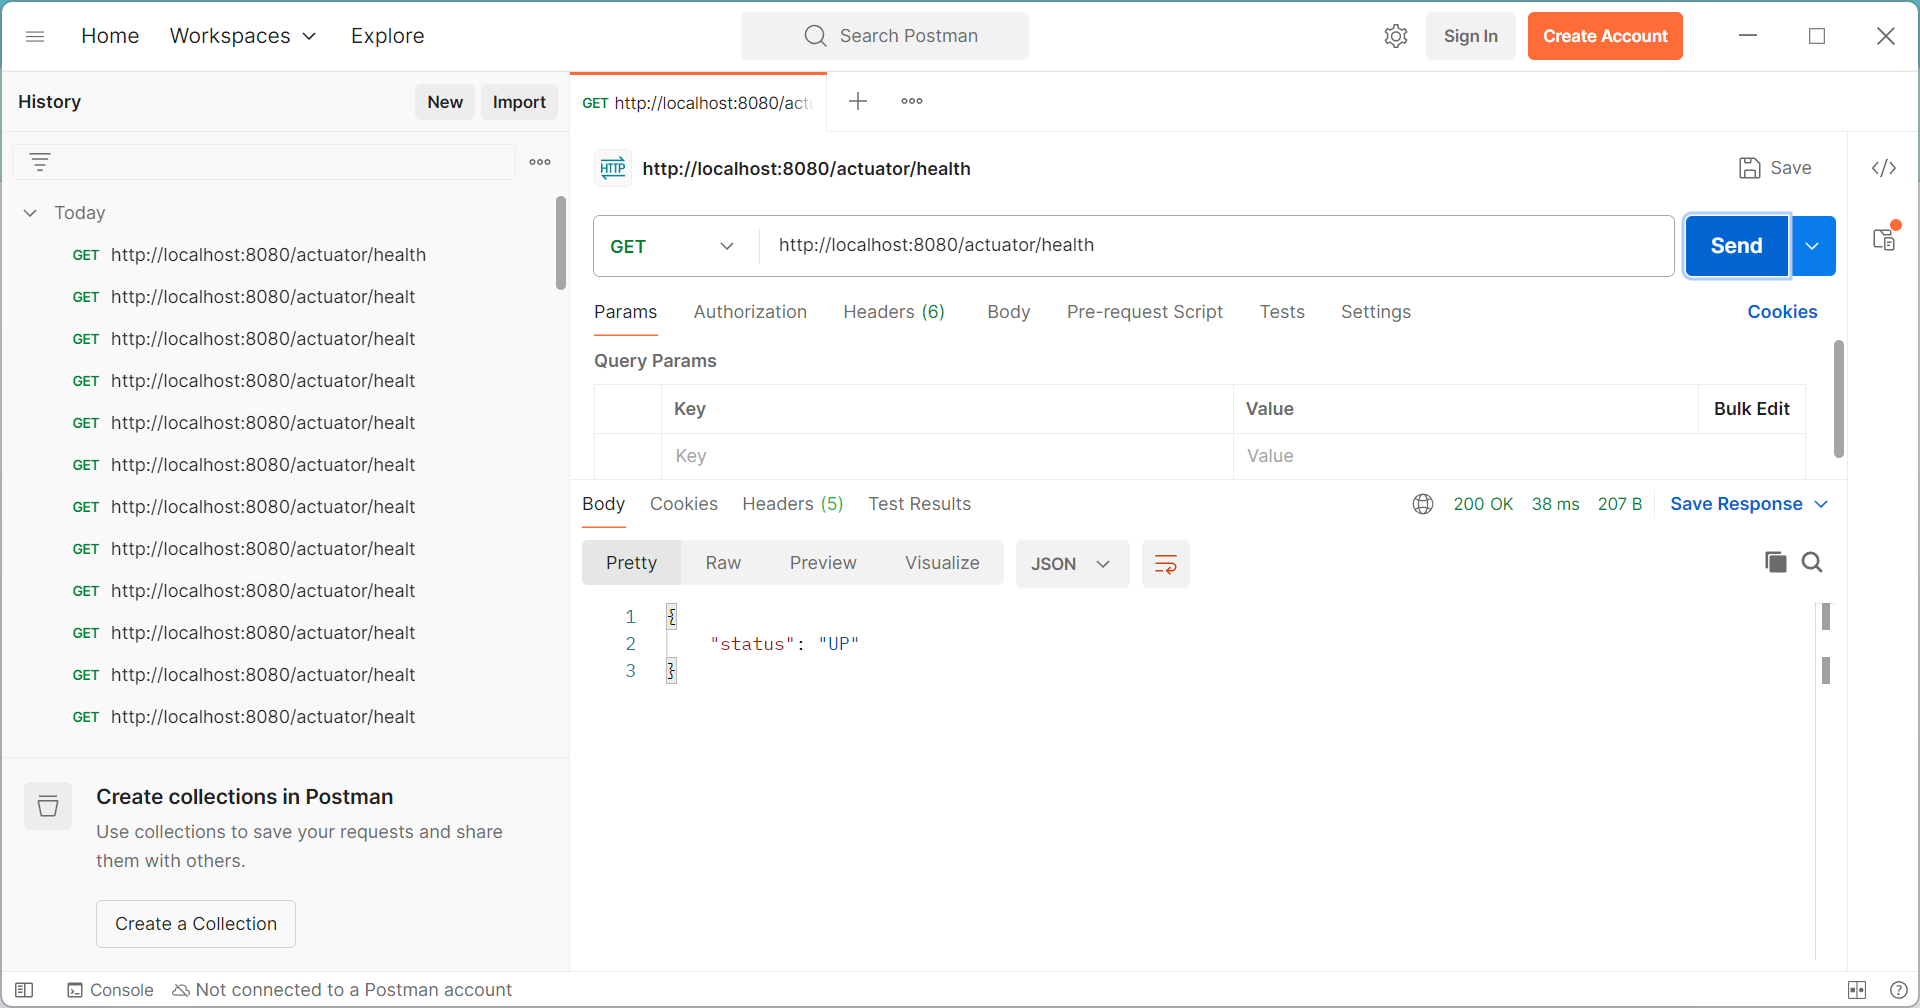 Home Workspaces Explore
Search Postman
Sign In
Create Account
History
New
Import
GET http://localhost:8080/act
Today
GET http://localhost:8080/actuator/health
GET http://localhost:8080/actuator/healt
GET http://localhost:8080/actuator/healt
GET http://localhost:8080/actuator/healt
GET http://localhost:8080/actuator/healt
GET http://localhost:8080/actuator/healt
GET http://localhost:8080/actuator/healt
GET http://localhost:8080/actuator/healt
GET http://localhost:8080/actuator/healt
GET http://localhost:8080/actuator/healt
GET http://localhost:8080/actuator/healt
GET http://localhost:8080/actuator/healt
Create collections in Postman
Use collections to save your requests and share
them with others.
Create a Collection
HTTP http://localhost:8080/actuator/health
Save
</>
GET http://localhost:8080/actuator/health
Send
Params Authorization Headers (6) Body Pre-request Script Tests Settings
Cookies
Query Params
Key Value Bulk Edit
Key Value
Body Cookies Headers (5) Test Results
200 OK 38 ms 207 B
Save Response
Pretty Raw Preview Visualize
JSON
1 {
2 "status": "UP"
3 }
Console
Not connected to a Postman account